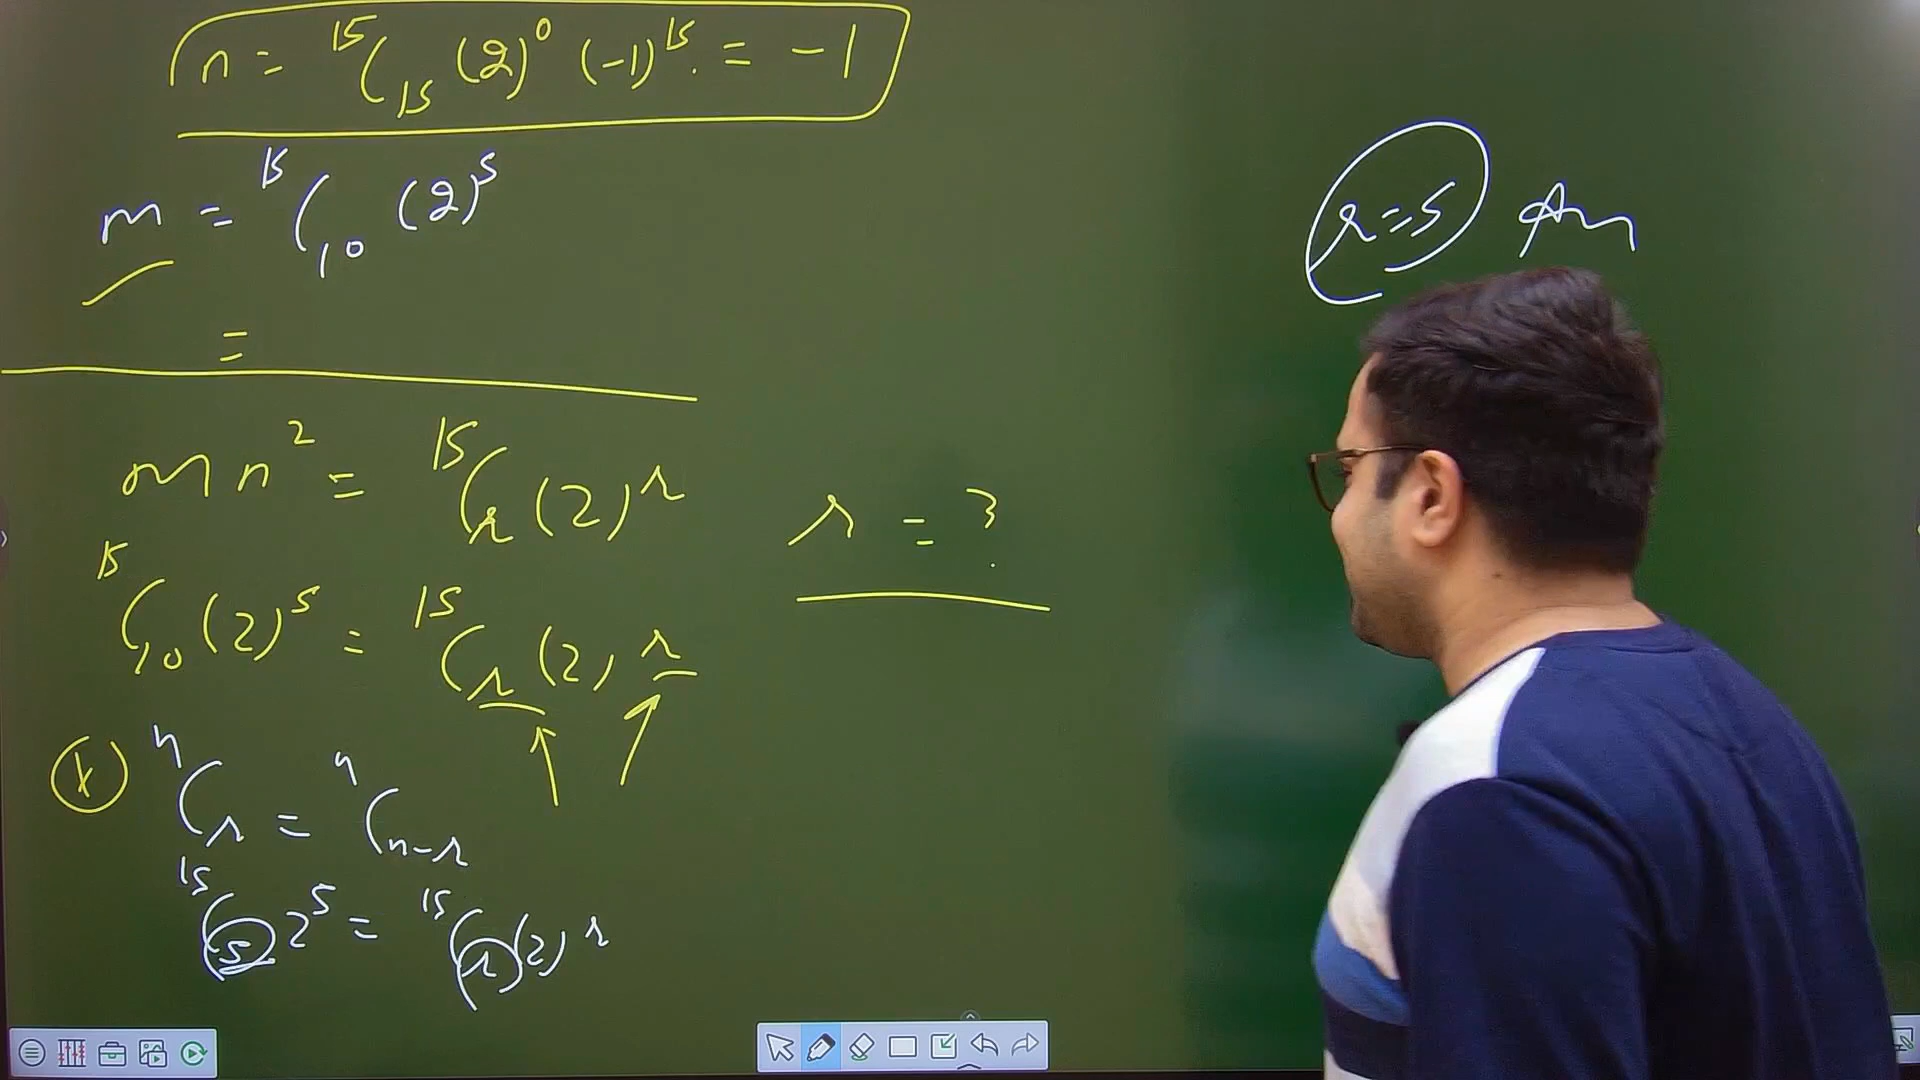 n = ¹⁵C₁₅ (2)⁰ (-1)¹⁵. = -1
m = ¹⁵C₁₀ (2)⁵
=
r=5 An
mn² = ¹⁵Cᵣ (2)ʳ
r = ?
¹⁵C₁₀ (2)⁵ = ¹⁵Cᵣ (2) ʳ
ⁿCᵣ = ⁿCₙ₋ᵣ
¹⁵C₅ 2⁵ = ¹⁵Cᵣ (2) ʳ